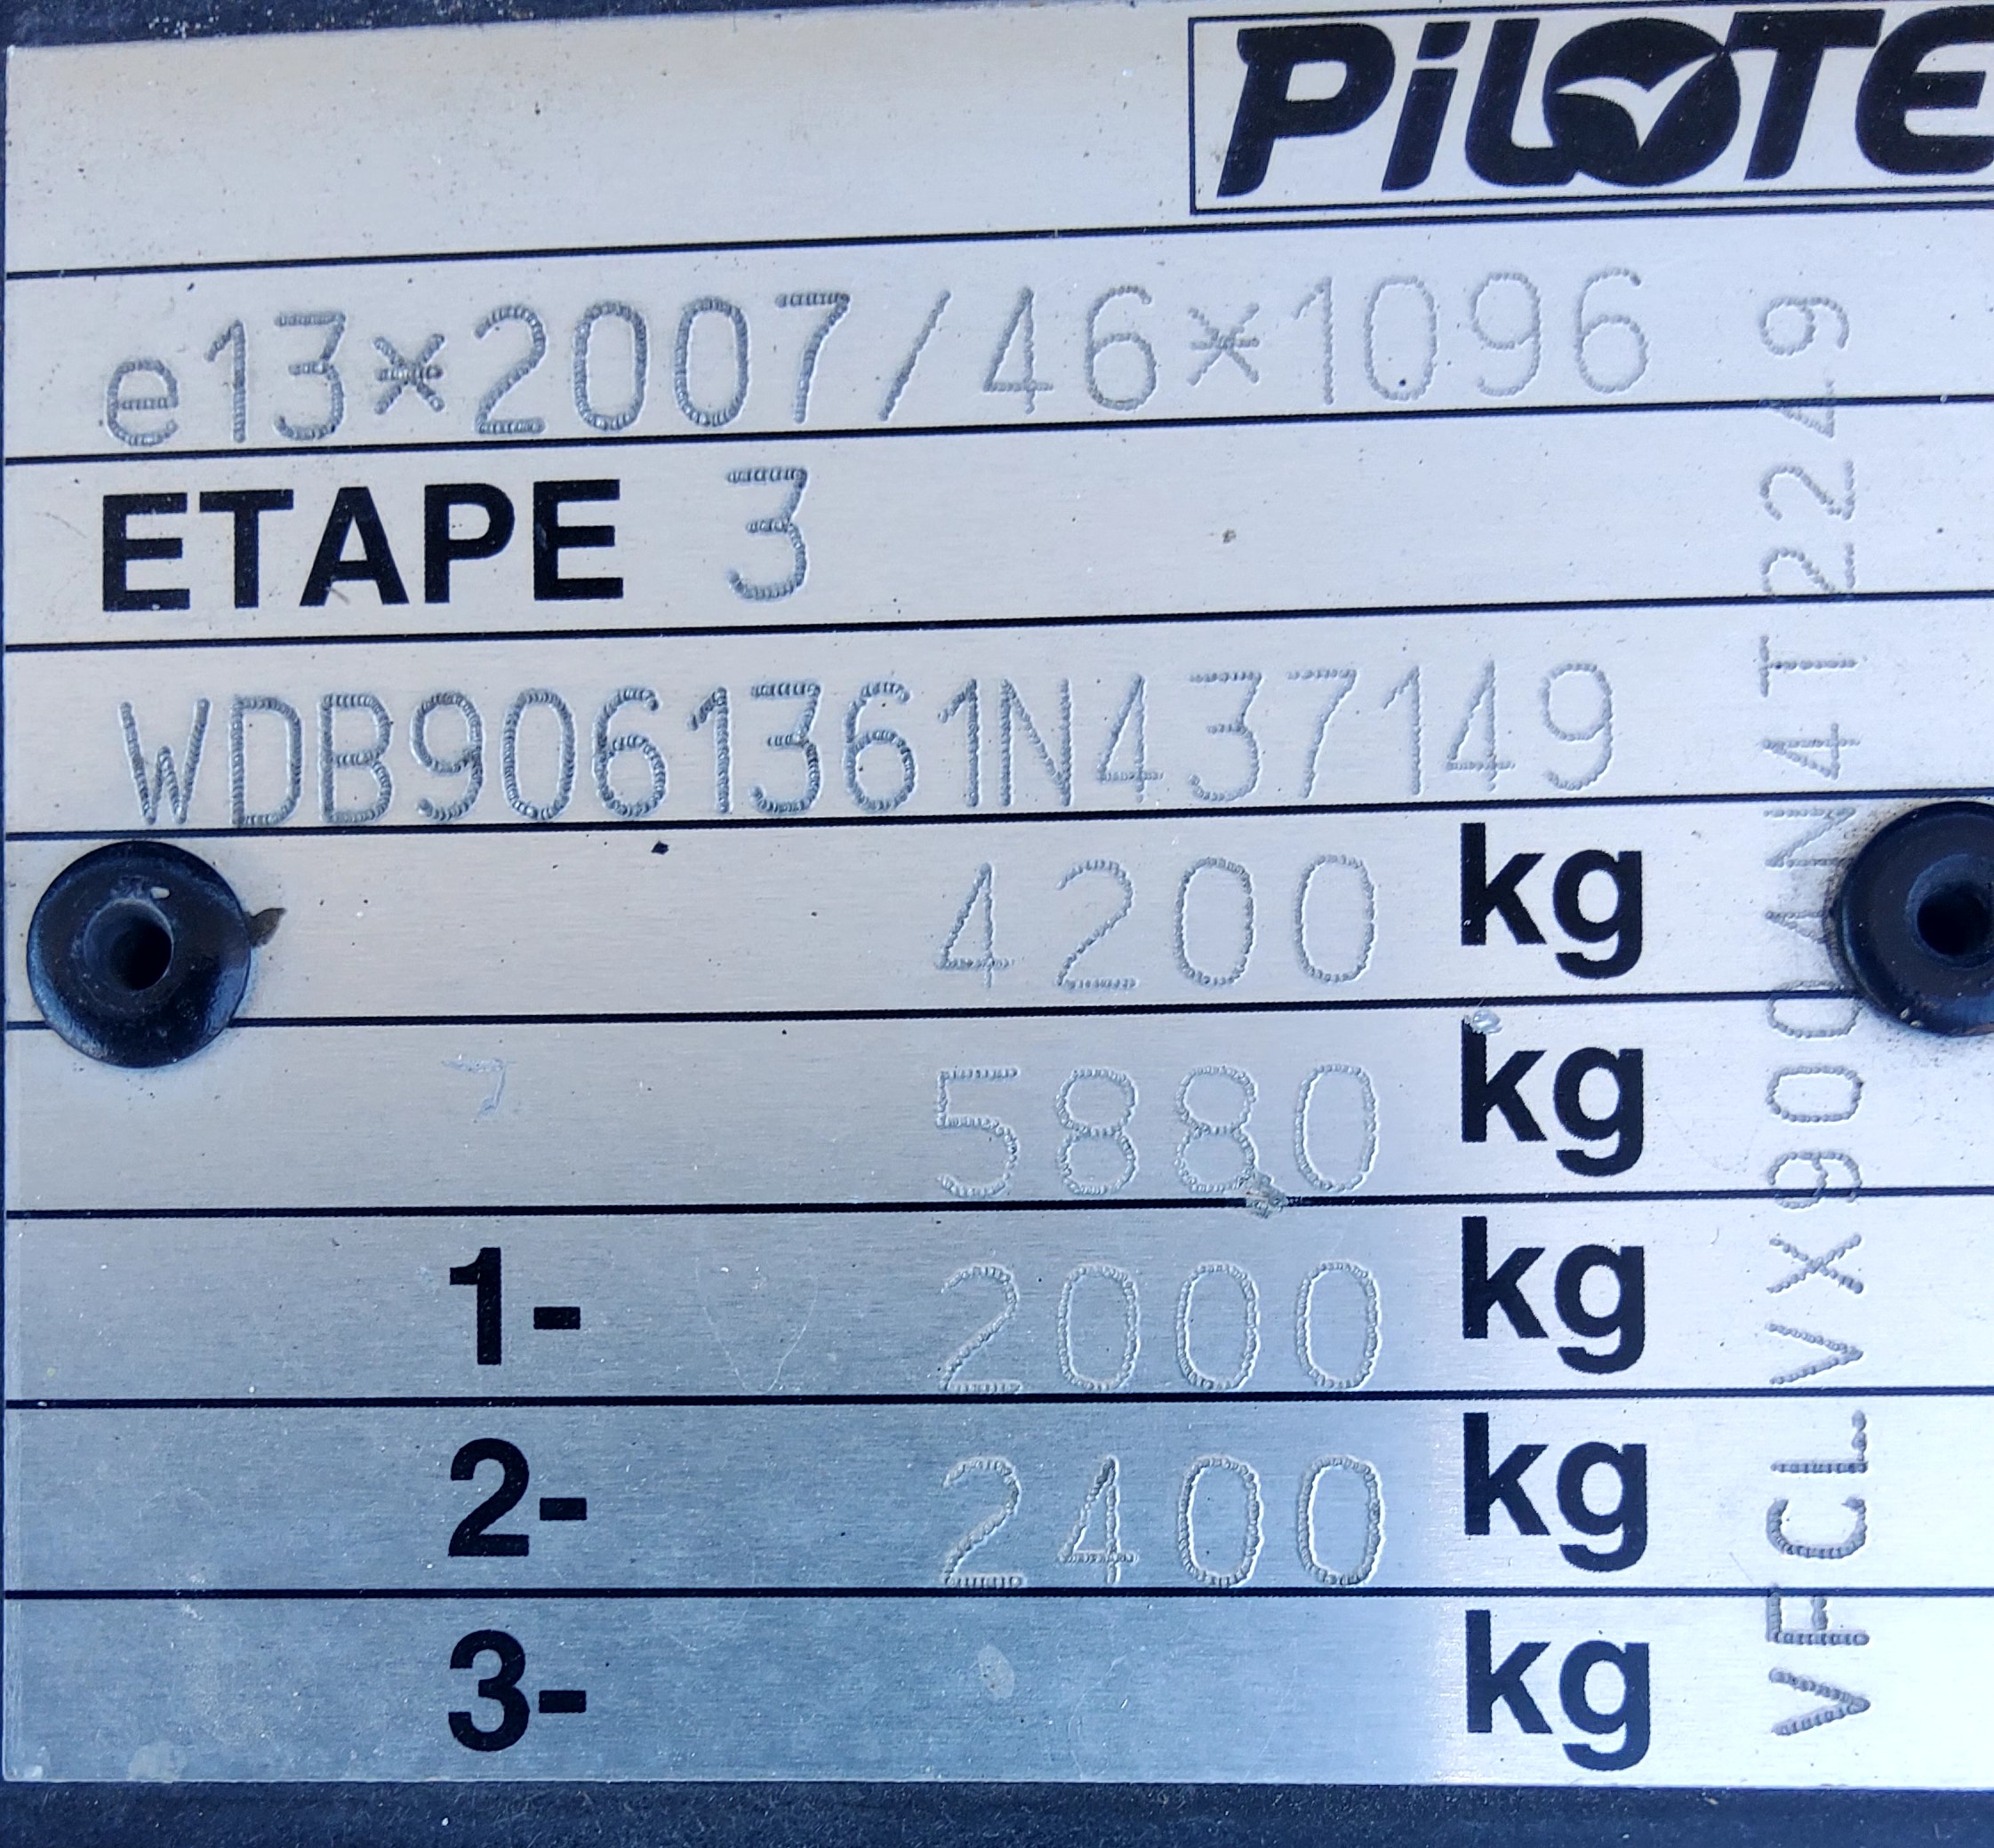 PiLOTE
e13*2007/46*1096
ETAPE 3
WDB9061361N437149
4200 kg
5880 kg
1- 2000 kg
2- 2400 kg
3- kg
VFCLVX9004N4T2249